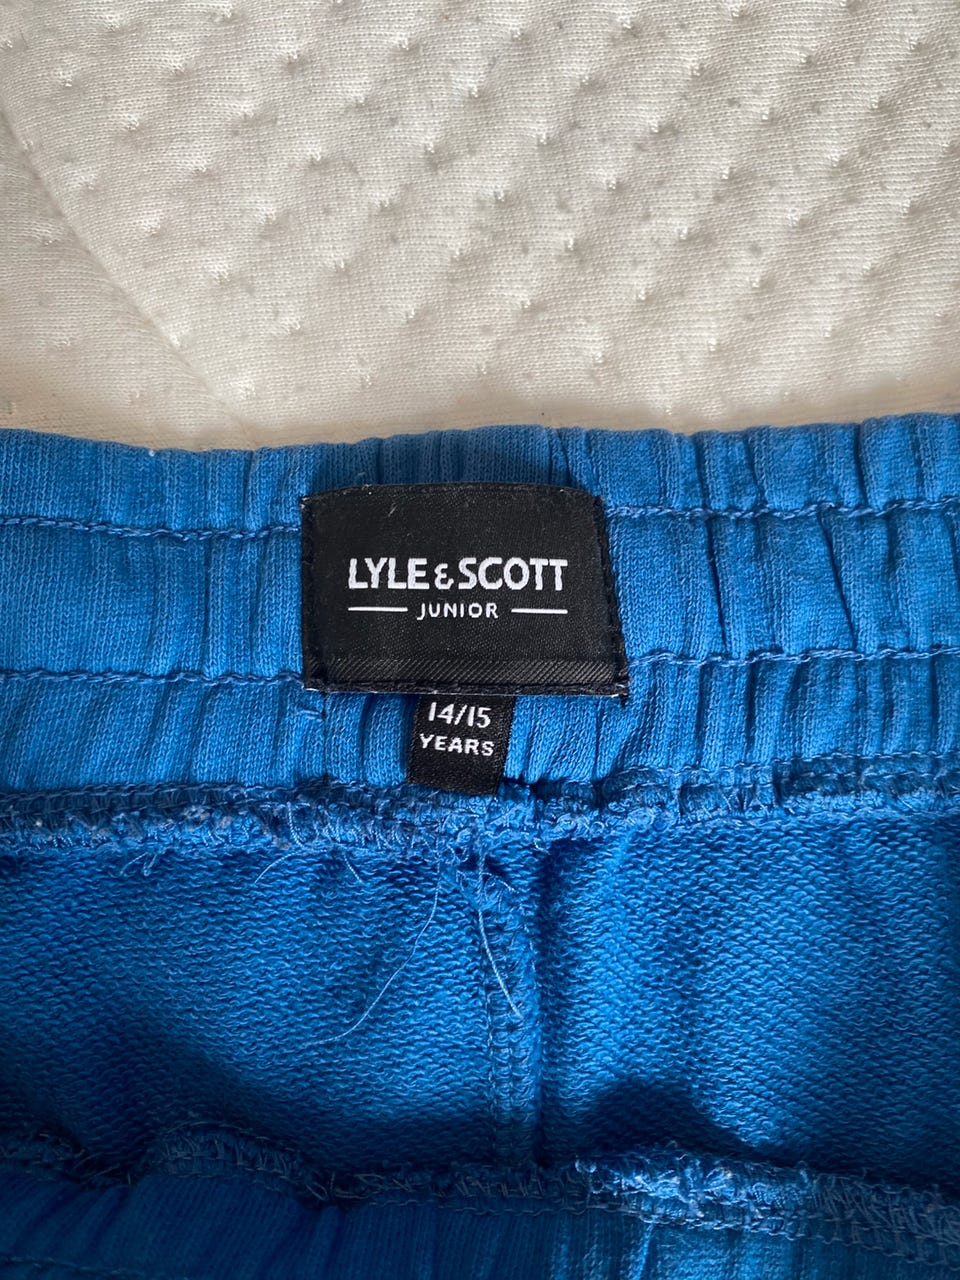 LYLE & SCOTT
JUNIOR
14/15
YEARS